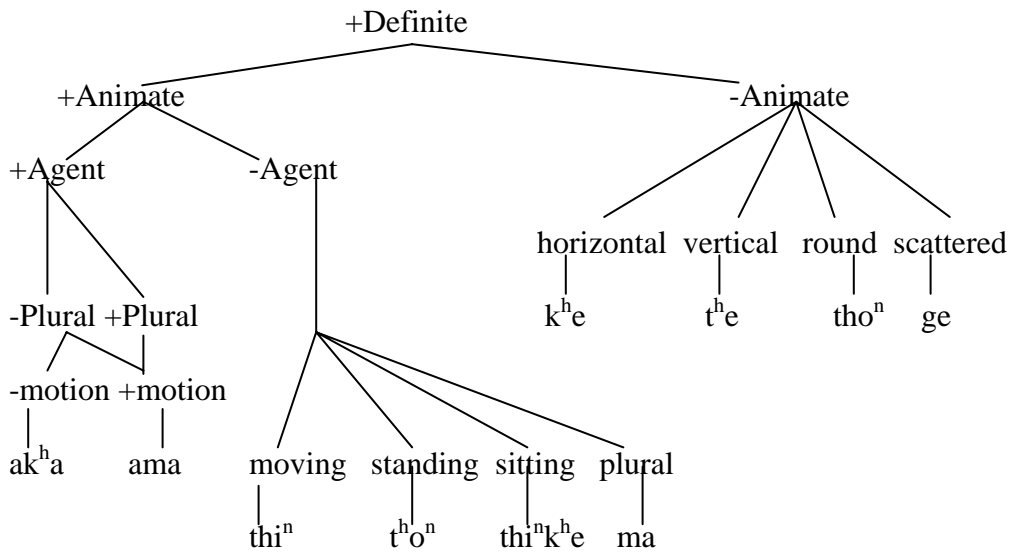 +Definite
+Animate -Animate
+Agent -Agent
horizontal vertical round scattered
-Plural +Plural kʰe tʰe thoⁿ ge
-motion +motion
akʰa ama moving standing sitting plural
thiⁿ tʰoⁿ thiⁿkʰe ma